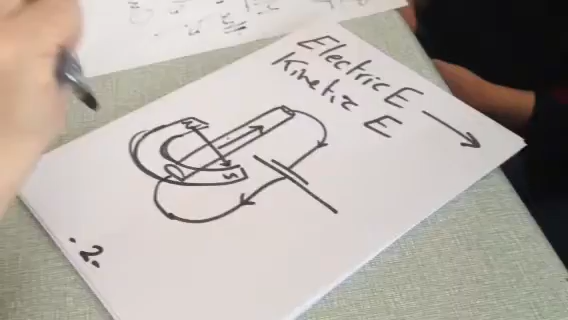 Electric E →
Kinetic E
N
S
.2.